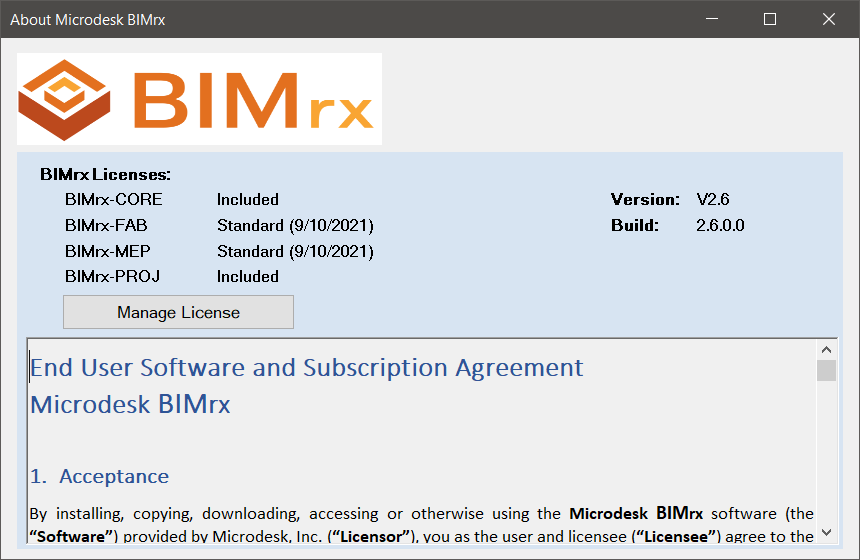 About Microdesk BIMrx
BIMrx
BIMrx Licenses:
BIMrx-CORE Included Version: V2.6
BIMrx-FAB Standard (9/10/2021) Build: 2.6.0.0
BIMrx-MEP Standard (9/10/2021)
BIMrx-PROJ Included
Manage License
End User Software and Subscription Agreement
Microdesk BIMrx
1. Acceptance
By installing, copying, downloading, accessing or otherwise using the Microdesk BIMrx software (the
“Software”) provided by Microdesk, Inc. (“Licensor”), you as the user and licensee (“Licensee”) agree to the